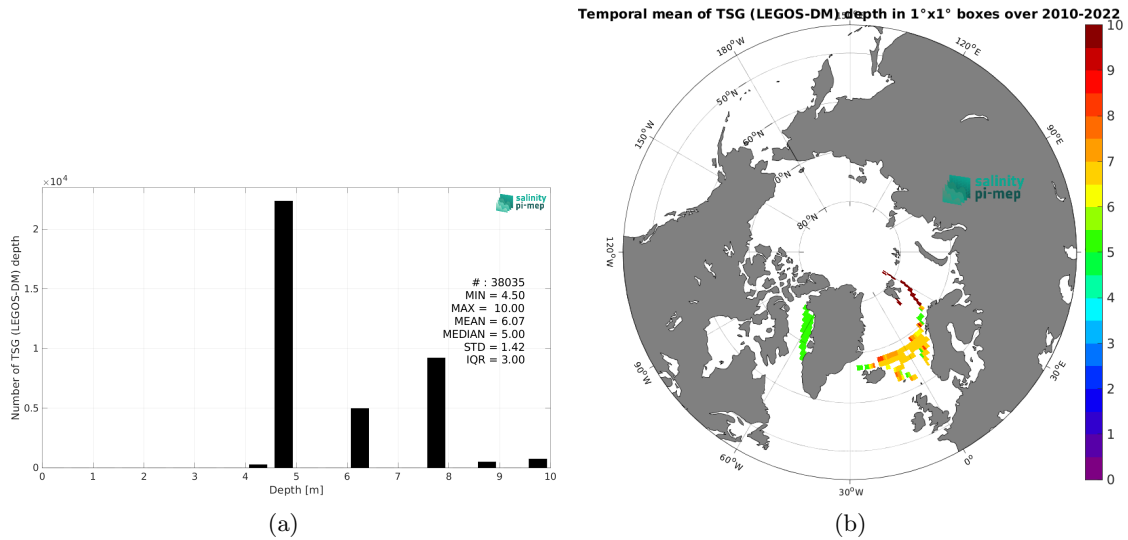 Temporal mean of TSG (LEGOS-DM) depth in 1°x1° boxes over 2010-2022
×10⁴
2
1.5
1
0.5
0
Number of TSG (LEGOS-DM) depth
0 1 2 3 4 5 6 7 8 9 10
Depth [m]
salinity
pi-mep
# : 38035
MIN = 4.50
MAX = 10.00
MEAN = 6.07
MEDIAN = 5.00
STD = 1.42
IQR = 3.00
(a)
180°W
150°W
120°W
90°W
60°W
30°W
0°
30°E
60°E
90°E
120°E
50°N
60°N
0°N
80°N
salinity
pi-mep
10
9
8
7
6
5
4
3
2
1
0
(b)